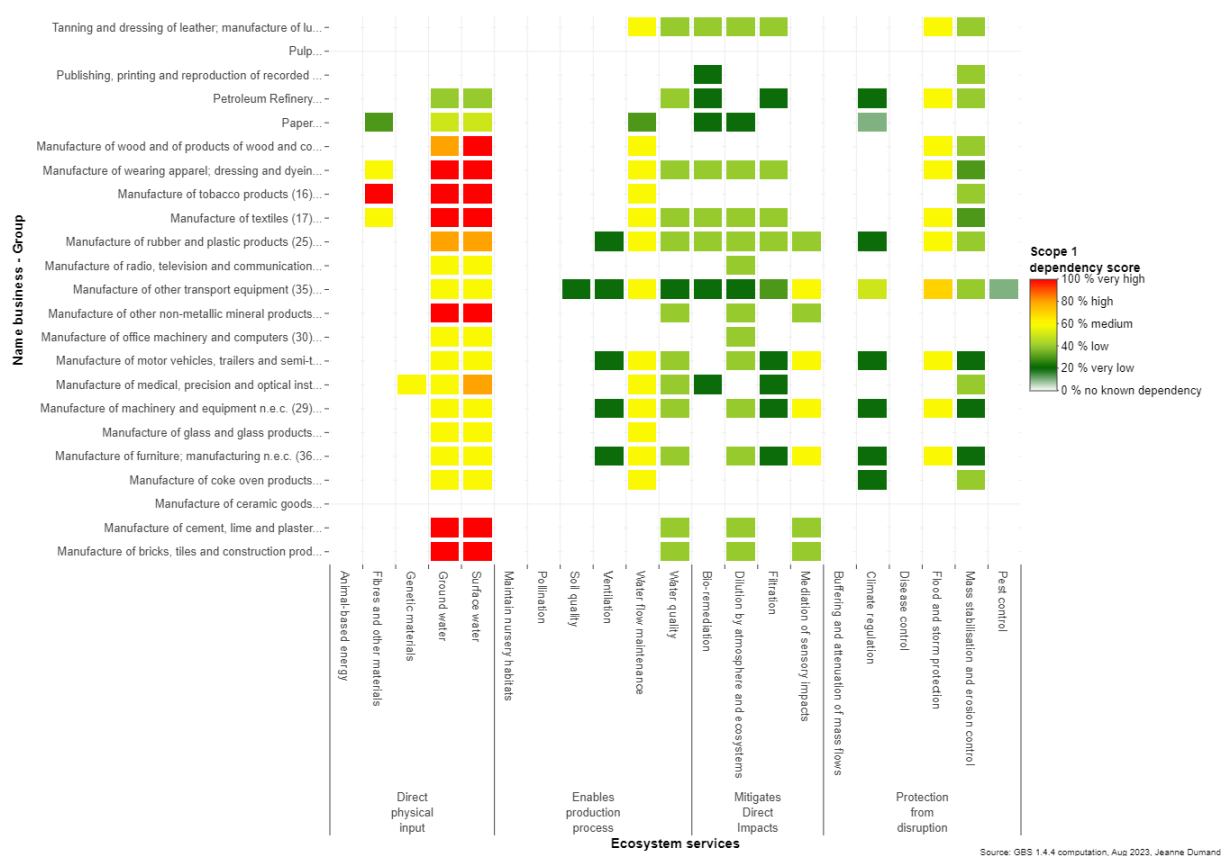 Tanning and dressing of leather; manufacture of lu...
Pulp...
Publishing, printing and reproduction of recorded ...
Petroleum Refinery...
Paper...
Manufacture of wood and of products of wood and co...
Manufacture of wearing apparel; dressing and dyein...
Manufacture of tobacco products (16)...
Manufacture of textiles (17)...
Manufacture of rubber and plastic products (25)...
Manufacture of radio, television and communication...
Manufacture of other transport equipment (35)...
Manufacture of other non-metallic mineral products...
Manufacture of office machinery and computers (30)...
Manufacture of motor vehicles, trailers and semi-t...
Manufacture of medical, precision and optical inst...
Manufacture of machinery and equipment n.e.c. (29)...
Manufacture of glass and glass products...
Manufacture of furniture; manufacturing n.e.c. (36...
Manufacture of coke oven products...
Manufacture of ceramic goods...
Manufacture of cement, lime and plaster...
Manufacture of bricks, tiles and construction prod...
Name business - Group
Scope 1
dependency score
100 % very high
80 % high
60 % medium
40 % low
20 % very low
0 % no known dependency
Animal-based energy
Fibres and other materials
Genetic materials
Ground water
Surface water
Maintain nursery habitats
Pollination
Soil quality
Ventilation
Water flow maintenance
Water quality
Bio-remediation
Dilution by atmosphere and ecosystems
Filtration
Mediation of sensory impacts
Buffering and attenuation of mass flows
Climate regulation
Disease control
Flood and storm protection
Mass stabilisation and erosion control
Pest control
Direct
physical
input
Enables
production
process
Mitigates
Direct
Impacts
Protection
from
disruption
Ecosystem services
Source: GBS 1.4.4 computation, Aug 2023, Jeanne Dumand